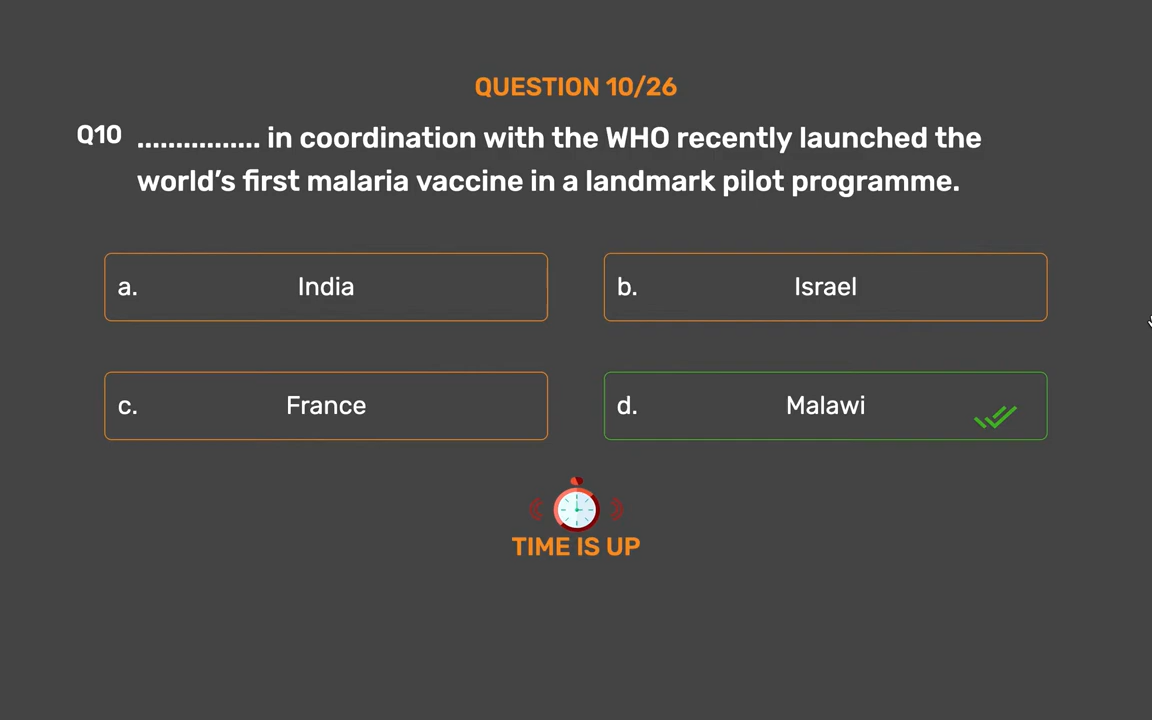 QUESTION 10/26
Q10 ................ in coordination with the WHO recently launched the
world’s first malaria vaccine in a landmark pilot programme.
a. India
b. Israel
c. France
d. Malawi
TIME IS UP